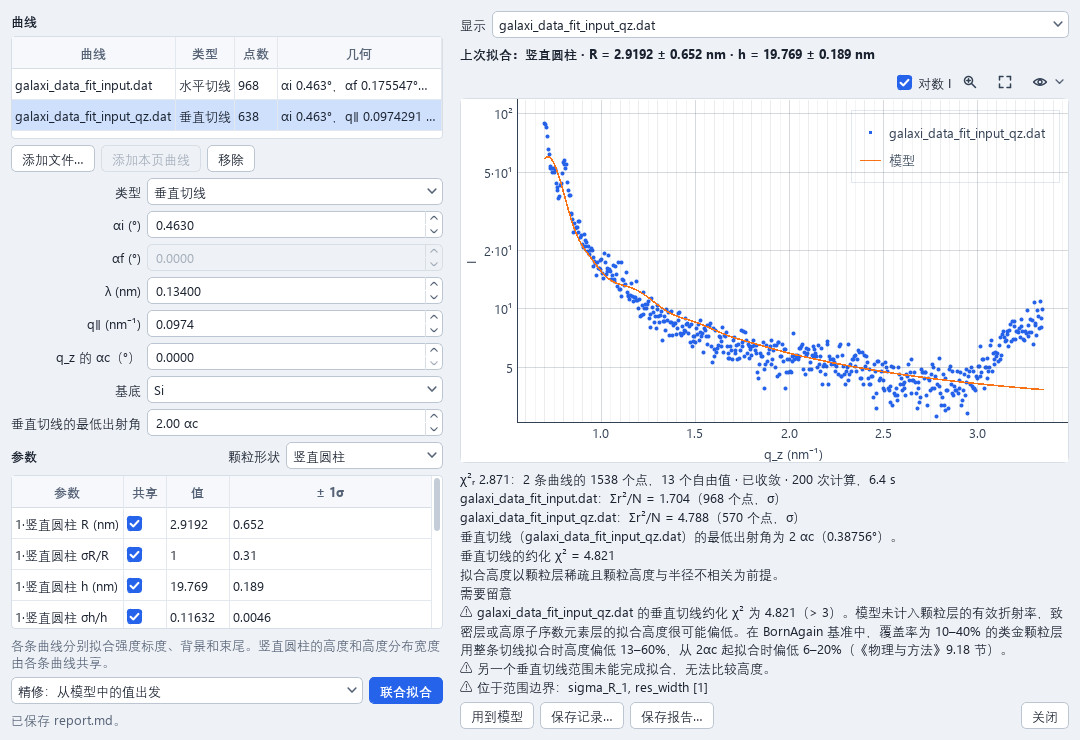 曲线
曲线 类型 点数 几何
galaxi_data_fit_input.dat 水平切线 968 αi 0.463°，αf 0.175547°...
galaxi_data_fit_input_qz.dat 垂直切线 638 αi 0.463°，q∥ 0.0974291 ...
添加文件... 添加本页曲线 移除
类型 垂直切线
αi (°) 0.4630
αf (°) 0.0000
λ (nm) 0.13400
q∥ (nm⁻¹) 0.0974
q_z 的 αc（°） 0.0000
基底 Si
垂直切线的最低出射角 2.00 αc
参数 颗粒形状 竖直圆柱
参数 共享 值 ± 1σ
1·竖直圆柱 R (nm) 2.9192 0.652
1·竖直圆柱 σR/R 1 0.31
1·竖直圆柱 h (nm) 19.769 0.189
1·竖直圆柱 σh/h 0.11632 0.0046
各条曲线分别拟合强度标度、背景和束尾。竖直圆柱的高度和高度分布宽度
由各条曲线共享。
精修：从模型中的值出发 联合拟合
已保存 report.md。
显示 galaxi_data_fit_input_qz.dat
上次拟合：竖直圆柱 · R = 2.9192 ± 0.652 nm · h = 19.769 ± 0.189 nm
对数 I
galaxi_data_fit_input_qz.dat
模型
10²
5·10¹
2·10¹
10¹
5
I
1.0 1.5 2.0 2.5 3.0
q_z (nm⁻¹)
χ²ᵣ 2.871：2 条曲线的 1538 个点，13 个自由值 · 已收敛 · 200 次计算，6.4 s
galaxi_data_fit_input.dat：Σr²/N = 1.704（968 个点，σ）
galaxi_data_fit_input_qz.dat：Σr²/N = 4.788（570 个点，σ）
垂直切线（galaxi_data_fit_input_qz.dat）的最低出射角为 2 αc（0.38756°）。
垂直切线的约化 χ² = 4.821
拟合高度以颗粒层稀疏且颗粒高度与半径不相关为前提。
需要留意
⚠ galaxi_data_fit_input_qz.dat 的垂直切线约化 χ² 为 4.821（> 3）。模型未计入颗粒层的有效折射率，致
密层或高原子序数元素层的拟合高度很可能偏低。在 BornAgain 基准中，覆盖率为 10–40% 的类金颗粒层
用整条切线拟合时高度偏低 13–60%，从 2αc 起拟合时偏低 6–20%（《物理与方法》9.18 节）。
⚠ 另一个垂直切线范围未能完成拟合，无法比较高度。
⚠ 位于范围边界：sigma_R_1, res_width [1]
用到模型 保存记录... 保存报告... 关闭